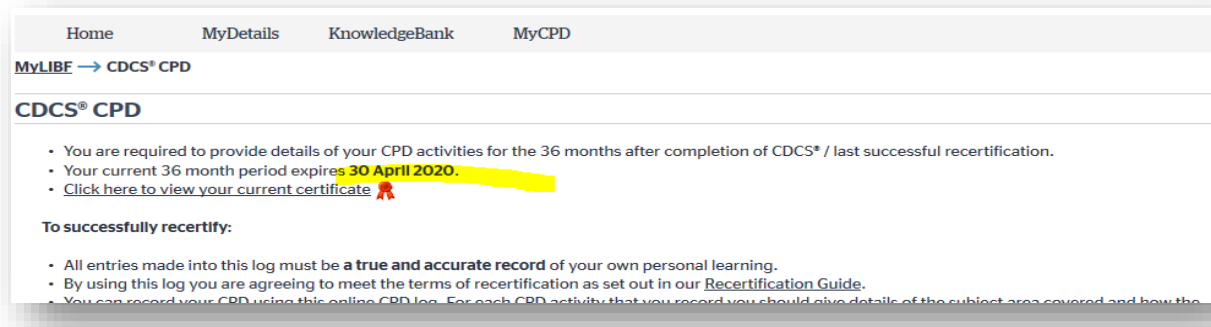 Home MyDetails KnowledgeBank MyCPD
MyLIBF → CDCS® CPD
CDCS® CPD
• You are required to provide details of your CPD activities for the 36 months after completion of CDCS® / last successful recertification.
• Your current 36 month period expires 30 April 2020.
• Click here to view your current certificate
To successfully recertify:
• All entries made into this log must be a true and accurate record of your own personal learning.
• By using this log you are agreeing to meet the terms of recertification as set out in our Recertification Guide.
• You can record your CPD using this online CPD log. For each CPD activity that you record you should give details of the subject area covered and how the